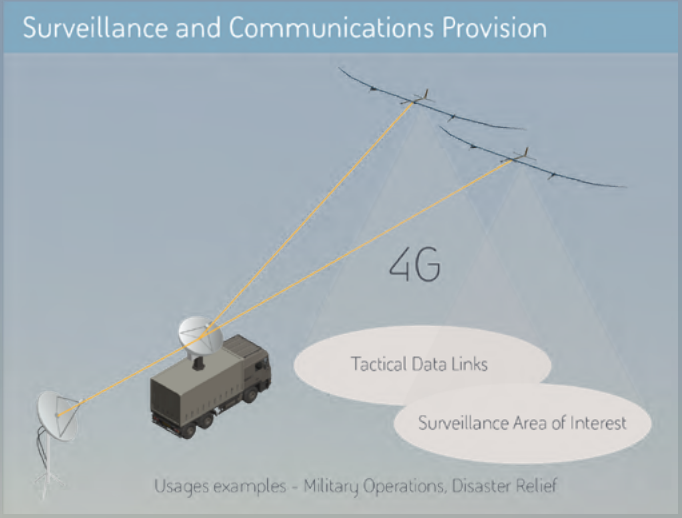 Surveillance and Communications Provision
4G
Tactical Data Links
Surveillance Area of Interest
Usages examples - Military Operations, Disaster Relief